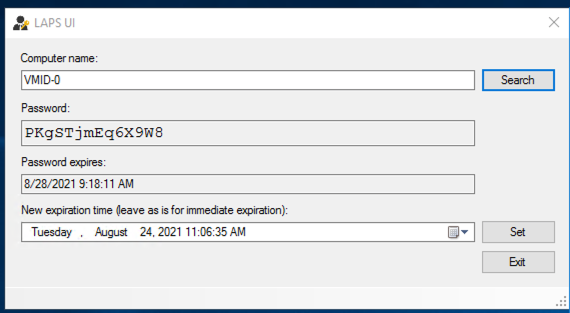 LAPS UI
Computer name:
VMID-0
Search
Password:
PKgSTjmEq6X9W8
Password expires:
8/28/2021 9:18:11 AM
New expiration time (leave as is for immediate expiration):
Tuesday , August 24, 2021 11:06:35 AM
Set
Exit